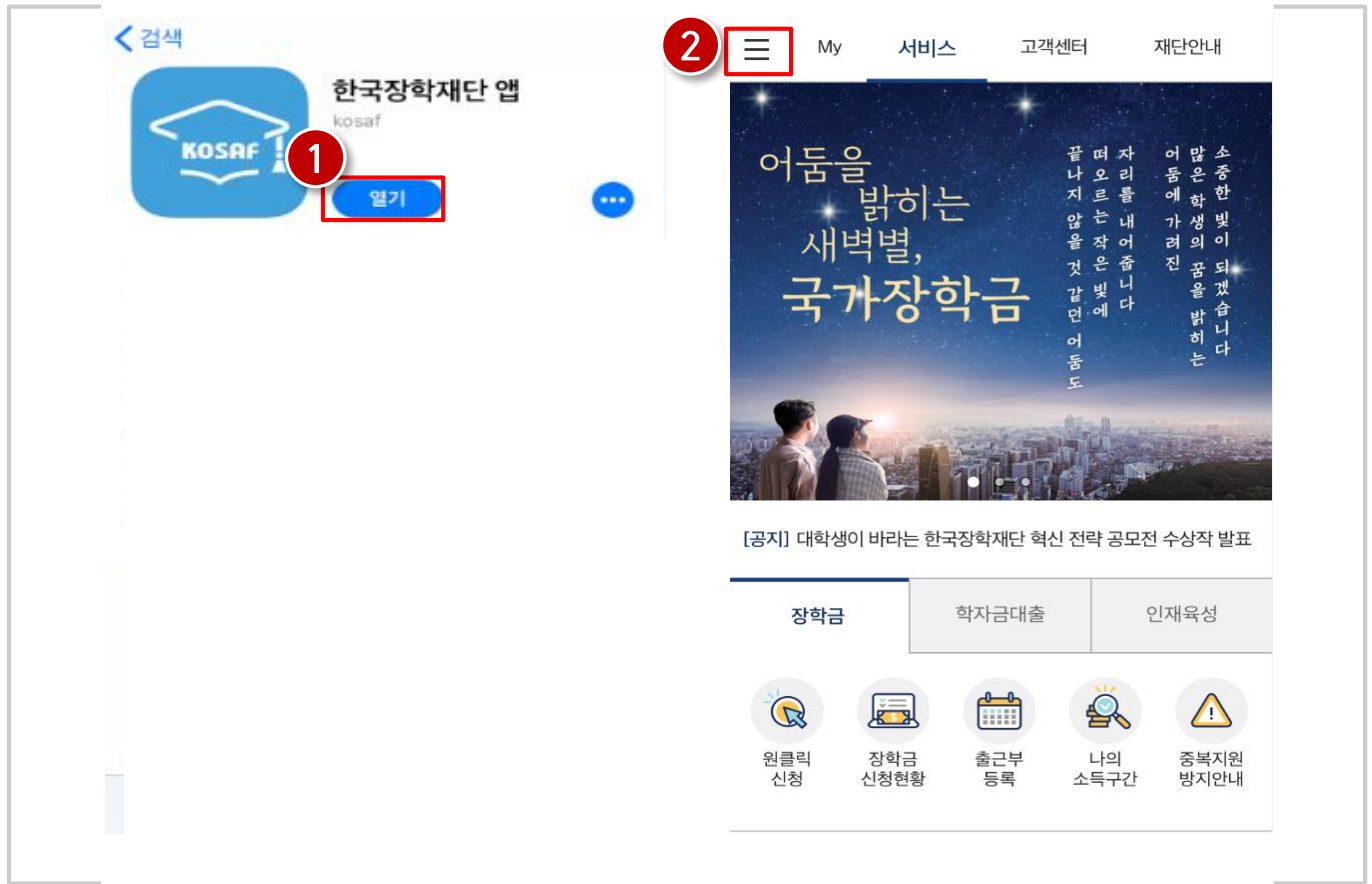 검색
한국장학재단 앱
kosaf
KOSAF
1
열기
2
My 서비스 고객센터 재단안내
어둠을
밝히는
새벽별,
국가장학금
소중한 빛이 되겠습니다
많은 학생의 꿈을 밝히는
어둠에 가려진
자리를 내어줍니다
떠오르는 작은 빛에
끝나지 않을 것 같던 어둠도
[공지] 대학생이 바라는 한국장학재단 혁신 전략 공모전 수상작 발표
장학금 학자금대출 인재육성
원클릭 장학금 출근부 나의 중복지원
신청 신청현황 등록 소득구간 방지안내